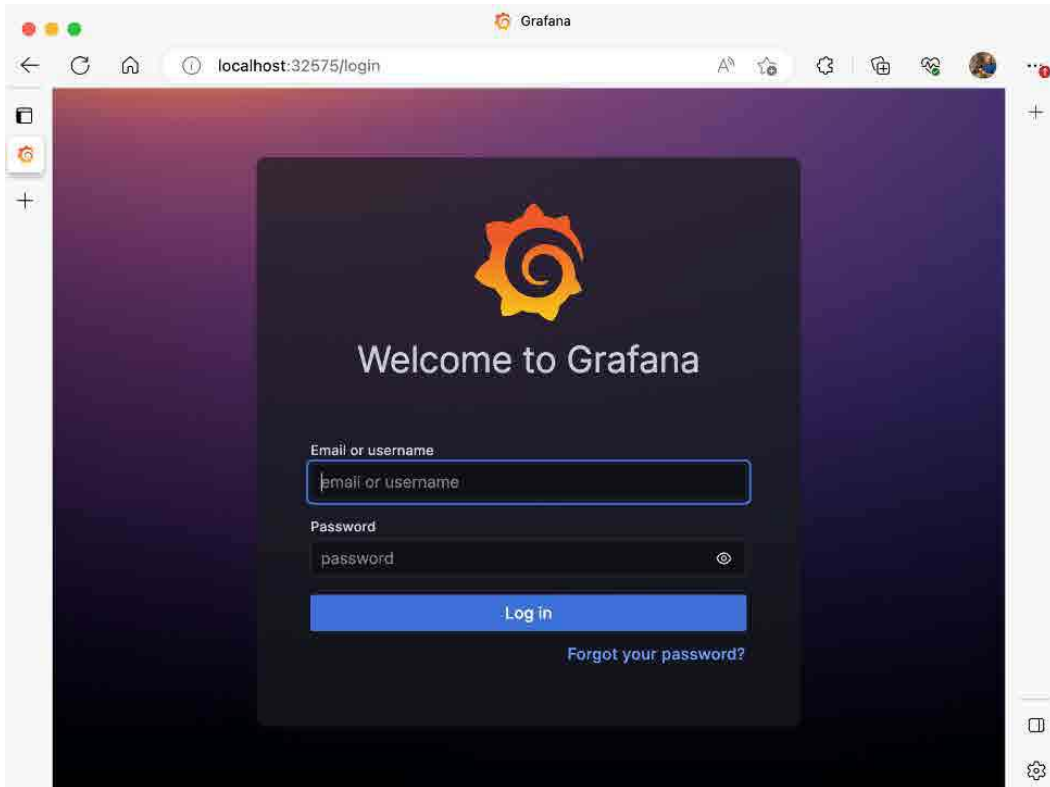 Grafana
localhost:32575/login
Welcome to Grafana
Email or username
email or username
Password
password
Log in
Forgot your password?